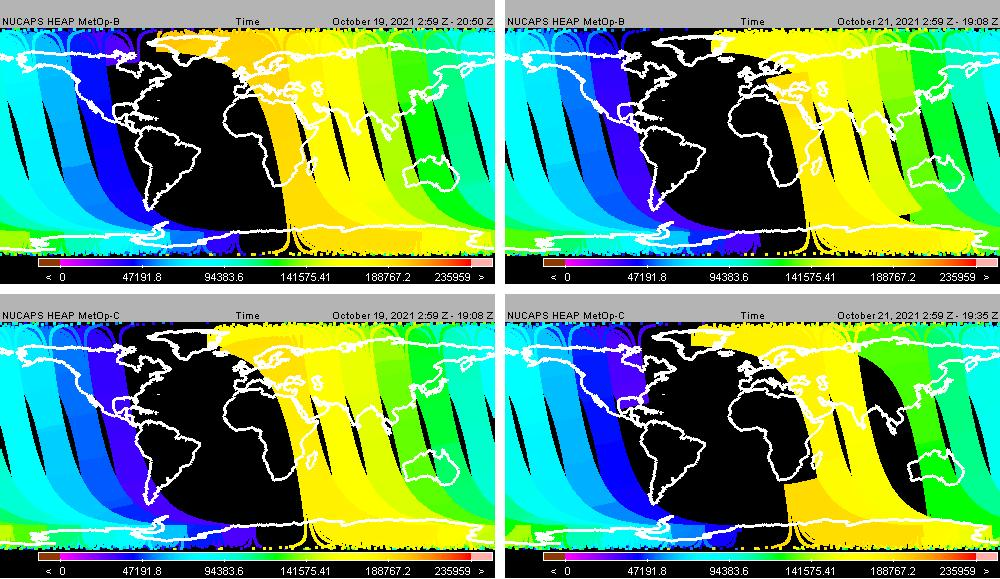 NUCAPS HEAP MetOp-B Time October 19, 2021 2:59 Z - 20:50 Z
< 0 47191.8 94383.6 141575.41 188767.2 235959 >
NUCAPS HEAP MetOp-B Time October 21, 2021 2:59 Z - 19:08 Z
< 0 47191.8 94383.6 141575.41 188767.2 235959 >
NUCAPS HEAP MetOp-C Time October 19, 2021 2:59 Z - 19:08 Z
< 0 47191.8 94383.6 141575.41 188767.2 235959 >
NUCAPS HEAP MetOp-C Time October 21, 2021 2:59 Z - 19:35 Z
< 0 47191.8 94383.6 141575.41 188767.2 235959 >